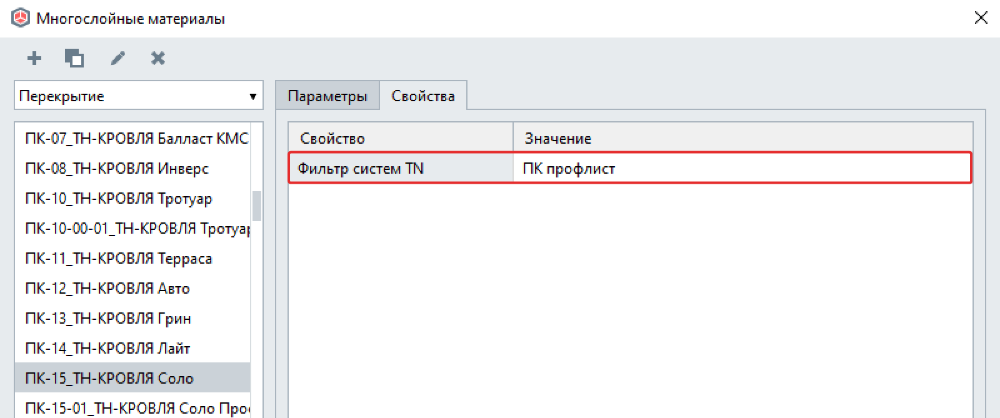 Многослойные материалы
Перекрытие
Параметры
Свойства
ПК-07_ТН-КРОВЛЯ Балласт КМС
ПК-08_ТН-КРОВЛЯ Инверс
ПК-10_ТН-КРОВЛЯ Тротуар
ПК-10-00-01_ТН-КРОВЛЯ Тротуар
ПК-11_ТН-КРОВЛЯ Терраса
ПК-12_ТН-КРОВЛЯ Авто
ПК-13_ТН-КРОВЛЯ Грин
ПК-14_ТН-КРОВЛЯ Лайт
ПК-15_ТН-КРОВЛЯ Соло
ПК-15-01_ТН-КРОВЛЯ Соло Проф
Свойство
Значение
Фильтр систем TN
ПК профлист